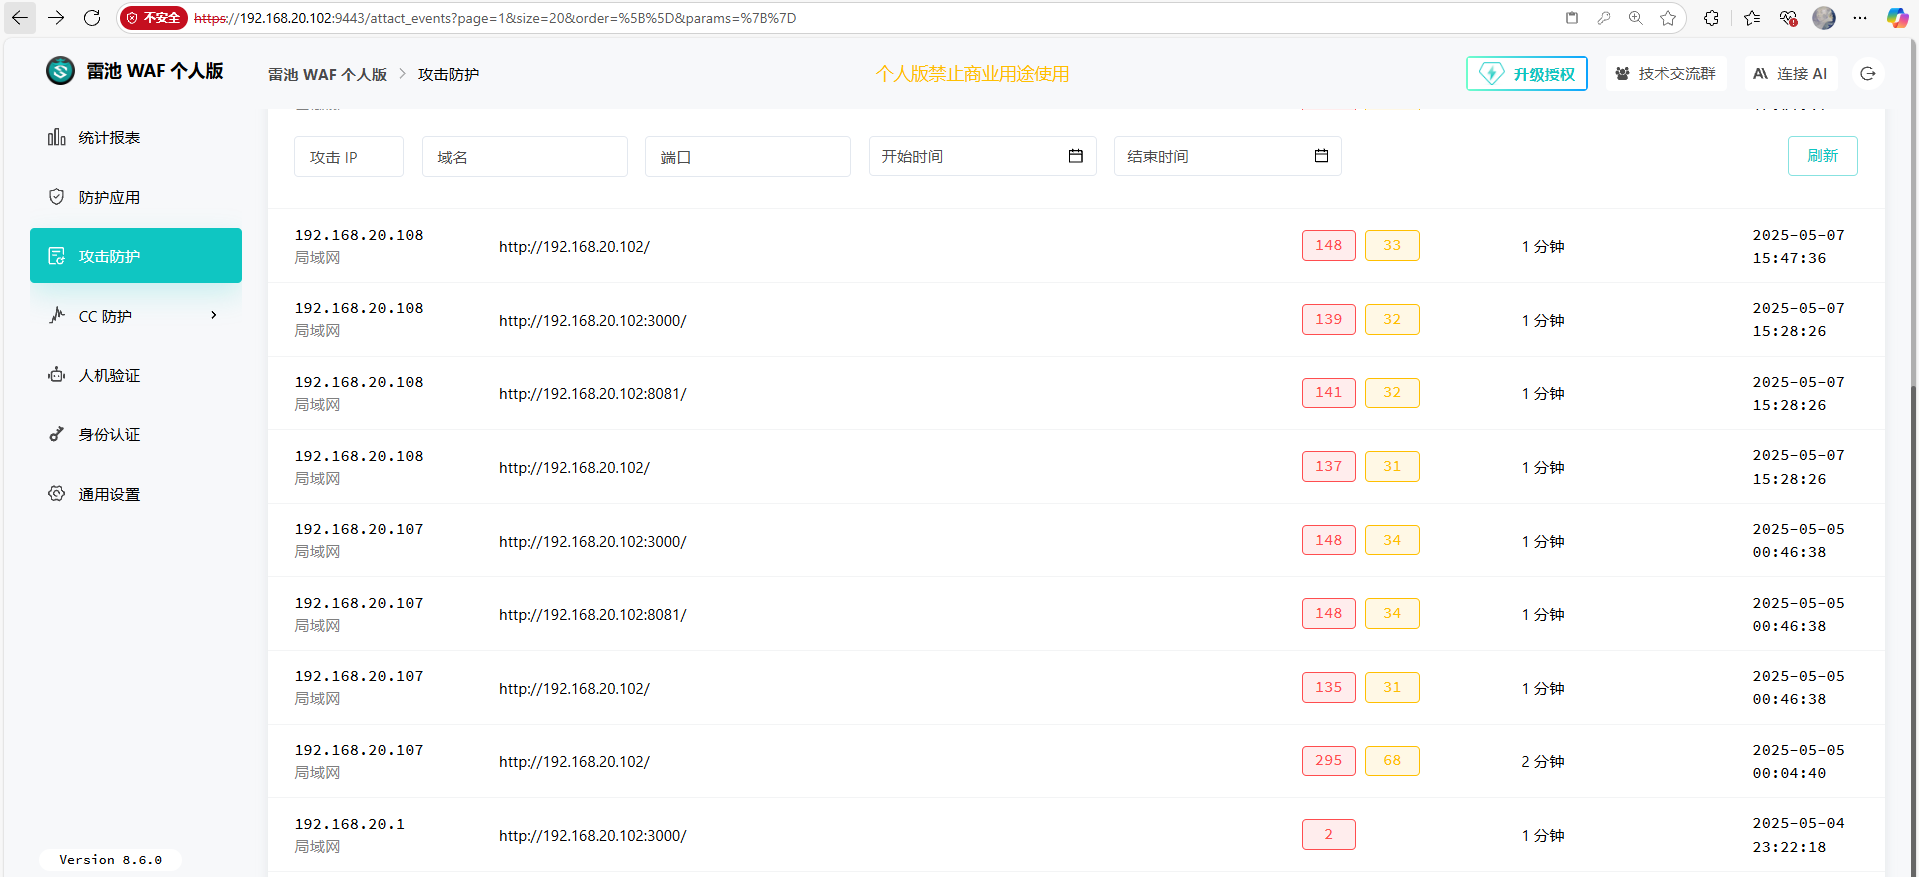 不安全 https://192.168.20.102:9443/attact_events?page=1&size=20&order=%5B%5D&params=%7B%7D
雷池 WAF 个人版
雷池 WAF 个人版 > 攻击防护
个人版禁止商业用途使用
升级授权
技术交流群
连接 AI
统计报表
防护应用
攻击防护
CC 防护
人机验证
身份认证
通用设置
Version 8.6.0
攻击 IP 域名 端口 开始时间 结束时间 刷新
192.168.20.108 http://192.168.20.102/ 148 33 1 分钟 2025-05-07
局域网 15:47:36
192.168.20.108 http://192.168.20.102:3000/ 139 32 1 分钟 2025-05-07
局域网 15:28:26
192.168.20.108 http://192.168.20.102:8081/ 141 32 1 分钟 2025-05-07
局域网 15:28:26
192.168.20.108 http://192.168.20.102/ 137 31 1 分钟 2025-05-07
局域网 15:28:26
192.168.20.107 http://192.168.20.102:3000/ 148 34 1 分钟 2025-05-05
局域网 00:46:38
192.168.20.107 http://192.168.20.102:8081/ 148 34 1 分钟 2025-05-05
局域网 00:46:38
192.168.20.107 http://192.168.20.102/ 135 31 1 分钟 2025-05-05
局域网 00:46:38
192.168.20.107 http://192.168.20.102/ 295 68 2 分钟 2025-05-05
局域网 00:04:40
192.168.20.1 http://192.168.20.102:3000/ 2 1 分钟 2025-05-04
局域网 23:22:18